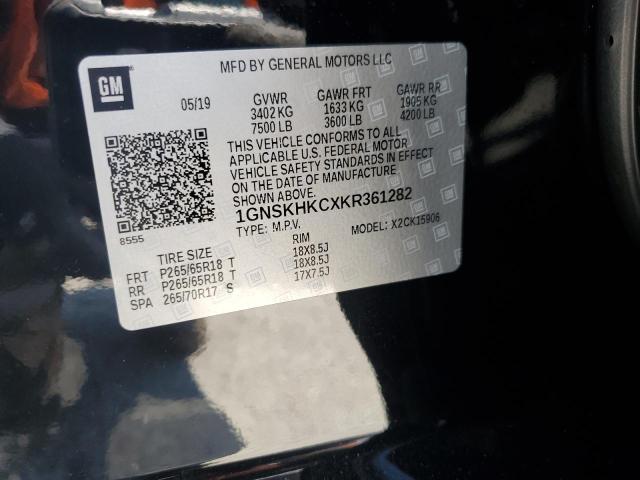 GM
MFD BY GENERAL MOTORS LLC
05/19 GVWR GAWR FRT GAWR RR
3402 KG 1633 KG 1905 KG
7500 LB 3600 LB 4200 LB
THIS VEHICLE CONFORMS TO ALL
APPLICABLE U.S. FEDERAL MOTOR
VEHICLE SAFETY STANDARDS IN EFFECT
ON THE DATE OF MANUFACTURE
SHOWN ABOVE.
1GNSKHKCXKR361282
8555 TYPE: M.P.V. MODEL: X2CK15906
TIRE SIZE RIM
FRT P265/65R18 T 18X8.5J
RR P265/65R18 T 18X8.5J
SPA 265/70R17 S 17X7.5J